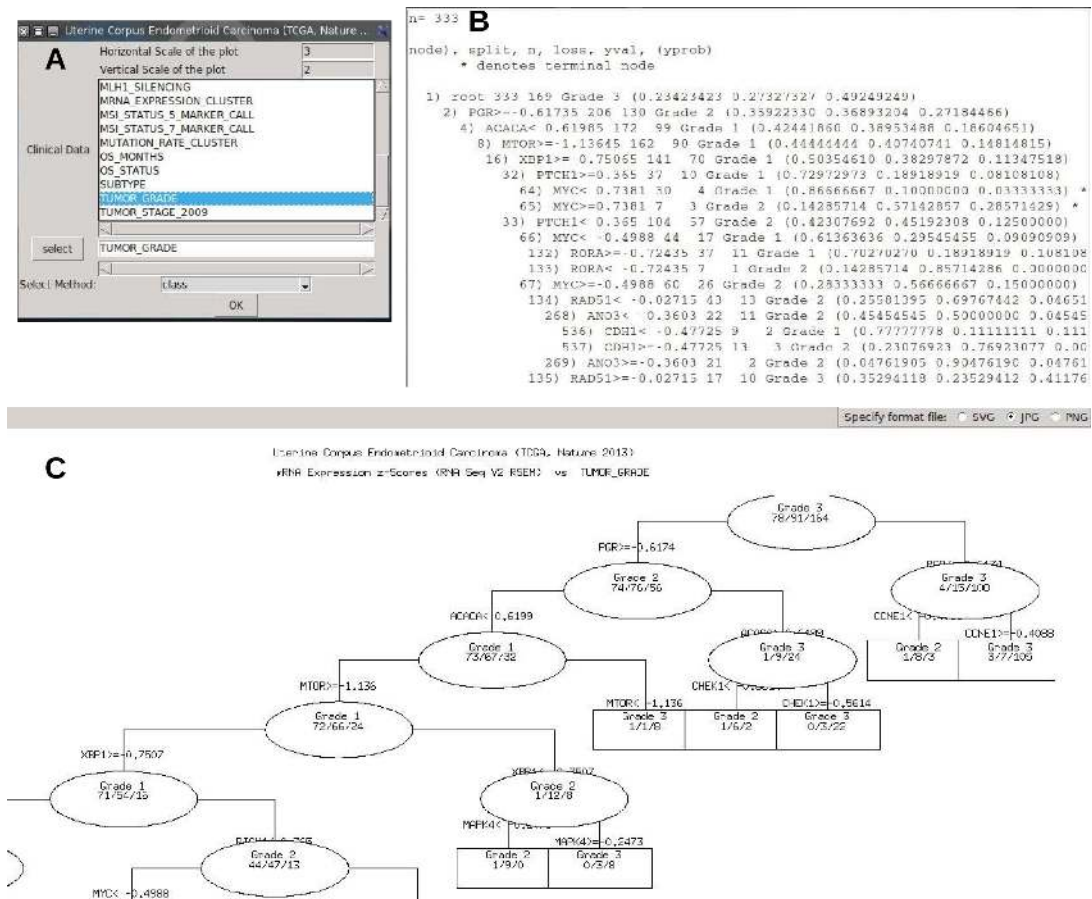 A
Uterine Corpus Endometrioid Carcinoma (TCGA, Nature ...
Horizontal Scale of the plot 3
Vertical Scale of the plot 2
MLH1_SILENCING
MRNA_EXPRESSION_CLUSTER
MSI_STATUS_5_MARKER_CALL
MSI_STATUS_7_MARKER_CALL
MUTATION_RATE_CLUSTER
Clinical Data
OS_MONTHS
OS_STATUS
SUBTYPE
TUMOR_GRADE
TUMOR_STAGE_2009
select TUMOR_GRADE
Select Method: class
OK
B
n= 333
node), split, n, loss, yval, (yprob)
* denotes terminal node
1) root 333 169 Grade 3 (0.23423423 0.27327327 0.49249249)
2) PGR>=-0.61735 206 130 Grade 2 (0.35922330 0.36893204 0.27184466)
4) ACACA< 0.61985 172 99 Grade 1 (0.42441860 0.38953488 0.18604651)
8) MTOR>=-1.13645 162 90 Grade 1 (0.44444444 0.40740741 0.14814815)
16) XBP1>= 0.75065 141 70 Grade 1 (0.50354610 0.38297872 0.11347518)
32) PTCH1>=0.365 37 10 Grade 1 (0.72972973 0.18918919 0.08108108)
64) MYC< 0.7381 30 4 Grade 1 (0.86666667 0.10000000 0.03333333) *
65) MYC>=0.7381 7 3 Grade 2 (0.14285714 0.57142857 0.28571429) *
33) PTCH1< 0.365 104 57 Grade 2 (0.42307692 0.45192308 0.12500000)
66) MYC< -0.4988 44 17 Grade 1 (0.61363636 0.29545455 0.09090909)
132) RORA>=-0.72435 37 11 Grade 1 (0.70270270 0.18918919 0.108108
133) RORA< -0.72435 7 1 Grade 2 (0.14285714 0.85714286 0.0000000
67) MYC>=-0.4988 60 26 Grade 2 (0.28333333 0.56666667 0.15000000)
134) RAD51< -0.02715 43 13 Grade 2 (0.25581395 0.69767442 0.04651
268) ANO3< 0.3603 22 11 Grade 2 (0.45454545 0.50000000 0.04545
536) CDH1< -0.47725 9 2 Grade 1 (0.77777778 0.11111111 0.111
537) CDH1>=-0.47725 13 3 Grade 2 (0.23076923 0.76923077 0.00
269) ANO3>=-0.3603 21 2 Grade 2 (0.04761905 0.90476190 0.04761
135) RAD51>=-0.02715 17 10 Grade 3 (0.35294118 0.23529412 0.41176
Specify format file: SVG JPG PNG
C
Uterine Corpus Endometrioid Carcinoma (TCGA, Nature 2013)
mRNA Expression z-Scores (RNA Seq V2 RSEM) vs TUMOR_GRADE
Grade 3
78/91/164
PGR>=-0.6174
Grade 2
74/76/56
Grade 3
4/15/108
ACACA< 0.6199
CCNE1<
CCNE1>=-0.4088
Grade 1
73/67/32
Grade 3
1/9/24
Grade 2
1/8/3
Grade 3
3/7/105
MTOR>=-1.136
MTOR< -1.136
CHEK1<
CHEK1>=-0.5614
Grade 1
72/66/24
Grade 3
1/1/8
Grade 2
1/6/2
Grade 3
0/3/22
XBP1>=-0.7507
Grade 1
71/54/16
Grade 2
1/12/8
MAPK4<
MAPK4>=-0.2473
Grade 2
44/47/13
Grade 2
1/9/0
Grade 3
0/3/8
MYC< -0.4988